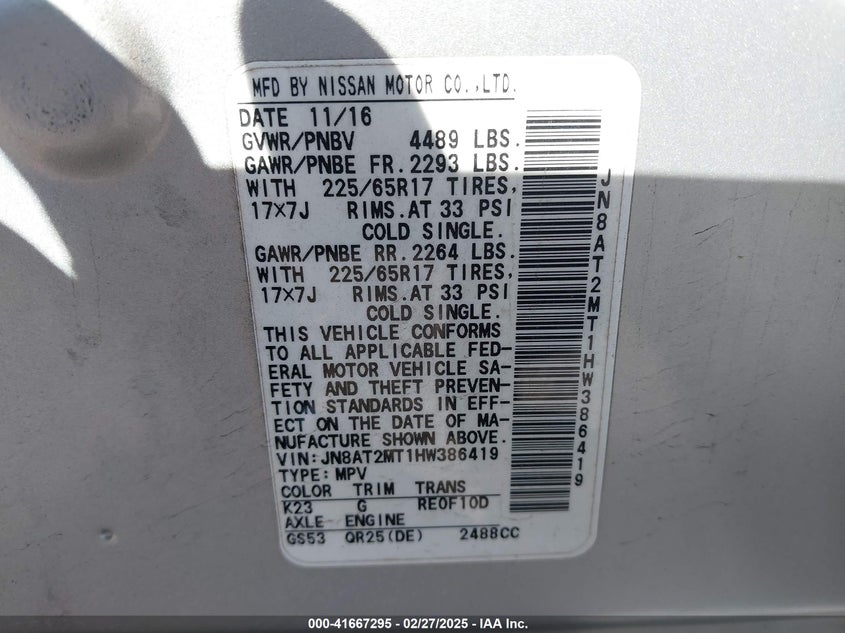 MFD BY NISSAN MOTOR CO.,LTD.
DATE 11/16
GVWR/PNBV 4489 LBS.
GAWR/PNBE FR.2293 LBS.
WITH 225/65R17 TIRES,
17×7J RIMS.AT 33 PSI
COLD SINGLE.
GAWR/PNBE RR.2264 LBS.
WITH 225/65R17 TIRES,
17×7J RIMS.AT 33 PSI
COLD SINGLE.
THIS VEHICLE CONFORMS
TO ALL APPLICABLE FED-
ERAL MOTOR VEHICLE SA-
FETY AND THEFT PREVEN-
TION STANDARDS IN EFF-
ECT ON THE DATE OF MA-
NUFACTURE SHOWN ABOVE.
VIN:JN8AT2MT1HW386419
TYPE:MPV
COLOR TRIM TRANS
K23 G RE0F10D
AXLE ENGINE
GS53 QR25(DE) 2488CC
JN8AT2MT1HW386419
000-41667295 - 02/27/2025 - IAA Inc.